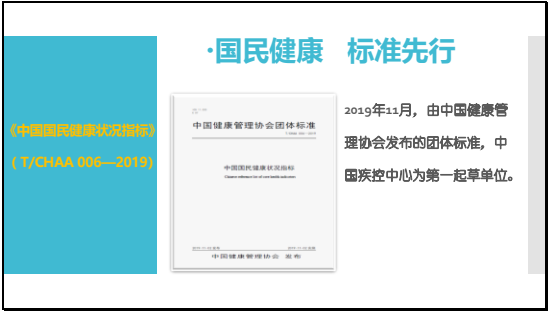 ·国民健康 标准先行
《中国国民健康状况指标》
（T/CHAA 006—2019）
中国健康管理协会团体标准
中国国民健康状况指标
中国健康管理协会 发布
2019年11月，由中国健康管
理协会发布的团体标准，中
国疾控中心为第一起草单位。